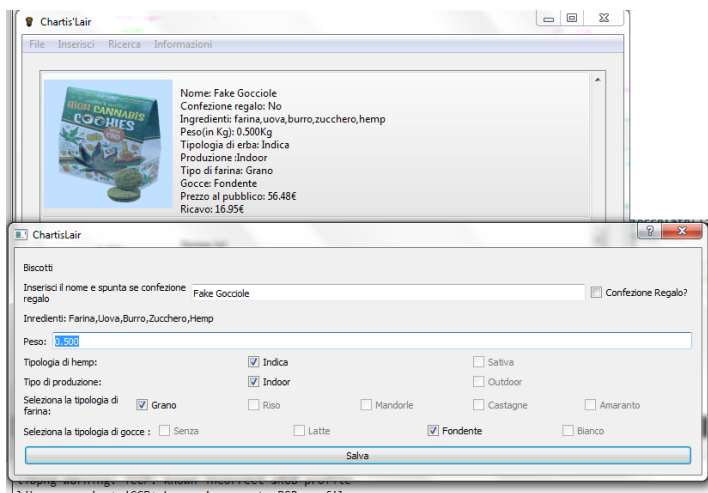 Chartis'Lair
File Inserisci Ricerca Informazioni
HIGH CANNABIS
COOKIES
WITH
CBD
Nome: Fake Gocciole
Confezione regalo: No
Ingredienti: farina,uova,burro,zucchero,hemp
Peso(in Kg): 0.500Kg
Tipologia di erba: Indica
Produzione :Indoor
Tipo di farina: Grano
Gocce: Fondente
Prezzo al pubblico: 56.48€
Ricavo: 16.95€
ChartisLair
Biscotti
Inserisci il nome e spunta se confezione
regalo
Fake Gocciole
Confezione Regalo?
Inredienti: Farina,Uova,Burro,Zucchero,Hemp
Peso: 0.500
Tipologia di hemp: Indica Sativa
Tipo di produzione: Indoor Outdoor
Seleziona la tipologia di
farina:
Grano Riso Mandorle Castagne Amaranto
Seleziona la tipologia di gocce : Senza Latte Fondente Bianco
Salva